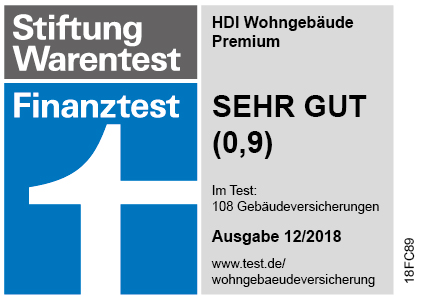 Stiftung
Warentest
Finanztest
HDI Wohngebäude
Premium
SEHR GUT
(0,9)
Im Test:
108 Gebäudeversicherungen
Ausgabe 12/2018
www.test.de/
wohngebaeudeversicherung
18FC89